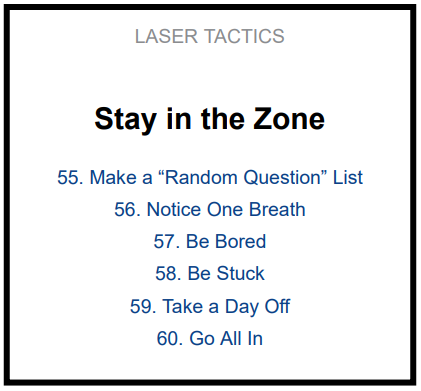 LASER TACTICS
Stay in the Zone
55. Make a “Random Question” List
56. Notice One Breath
57. Be Bored
58. Be Stuck
59. Take a Day Off
60. Go All In